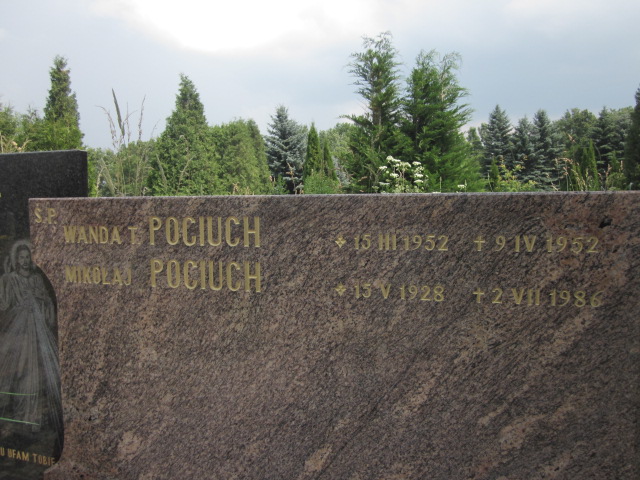 Ś.P.
WANDA T. POCIUCH ✶ 15 III 1952 ✝ 9 IV 1952
MIKOŁAJ POCIUCH ✶ 15 V 1928 ✝ 2 VII 1986
U UFAM TOBIE